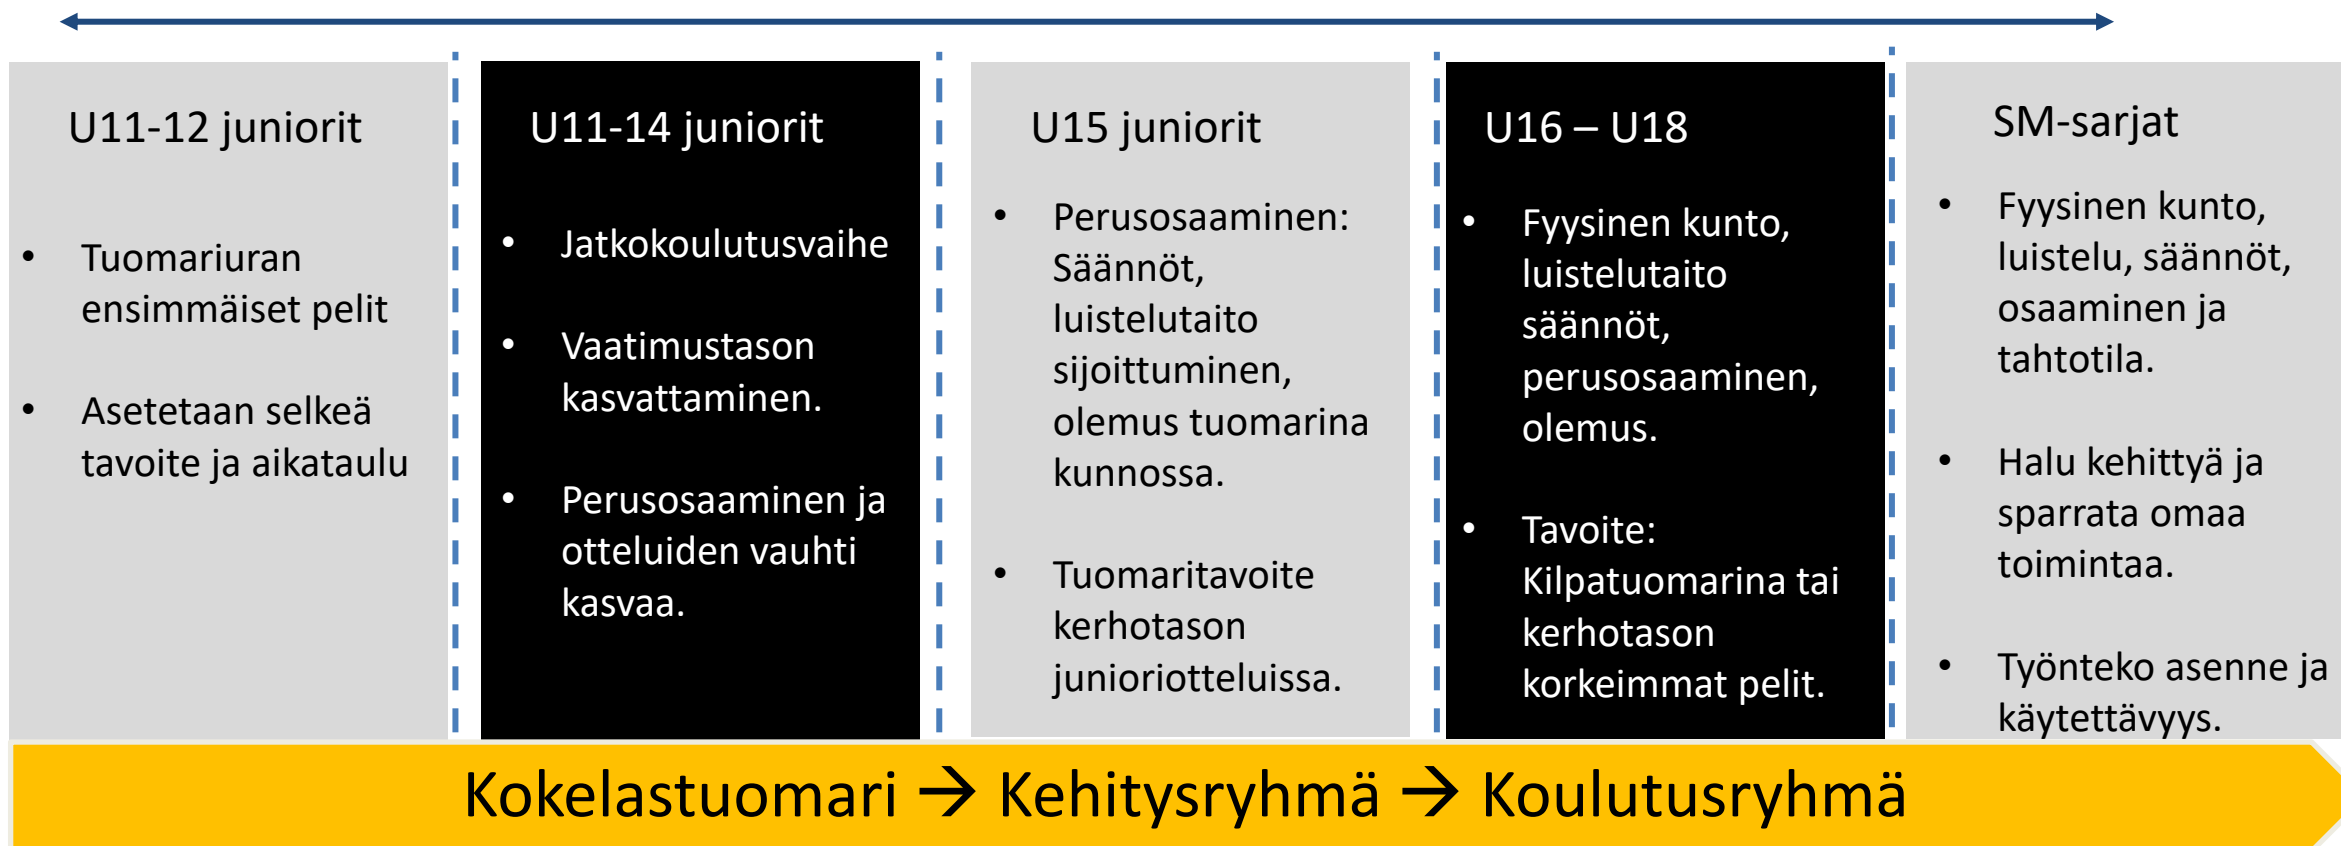 U11-12 juniorit
• Tuomariuran
ensimmäiset pelit
• Asetetaan selkeä
tavoite ja aikataulu
U11-14 juniorit
• Jatkokoulutusvaihe
• Vaatimustason
kasvattaminen.
• Perusosaaminen ja
otteluiden vauhti
kasvaa.
U15 juniorit
• Perusosaaminen:
Säännöt,
luistelutaito
sijoittuminen,
olemus tuomarina
kunnossa.
• Tuomaritavoite
kerhotason
junioriotteluissa.
U16 – U18
• Fyysinen kunto,
luistelutaito
säännöt,
perusosaaminen,
olemus.
• Tavoite:
Kilpatuomarina tai
kerhotason
korkeimmat pelit.
SM-sarjat
• Fyysinen kunto,
luistelu, säännöt,
osaaminen ja
tahtotila.
• Halu kehittyä ja
sparrata omaa
toimintaa.
• Työnteko asenne ja
käytettävyys.
Kokelastuomari → Kehitysryhmä → Koulutusryhmä